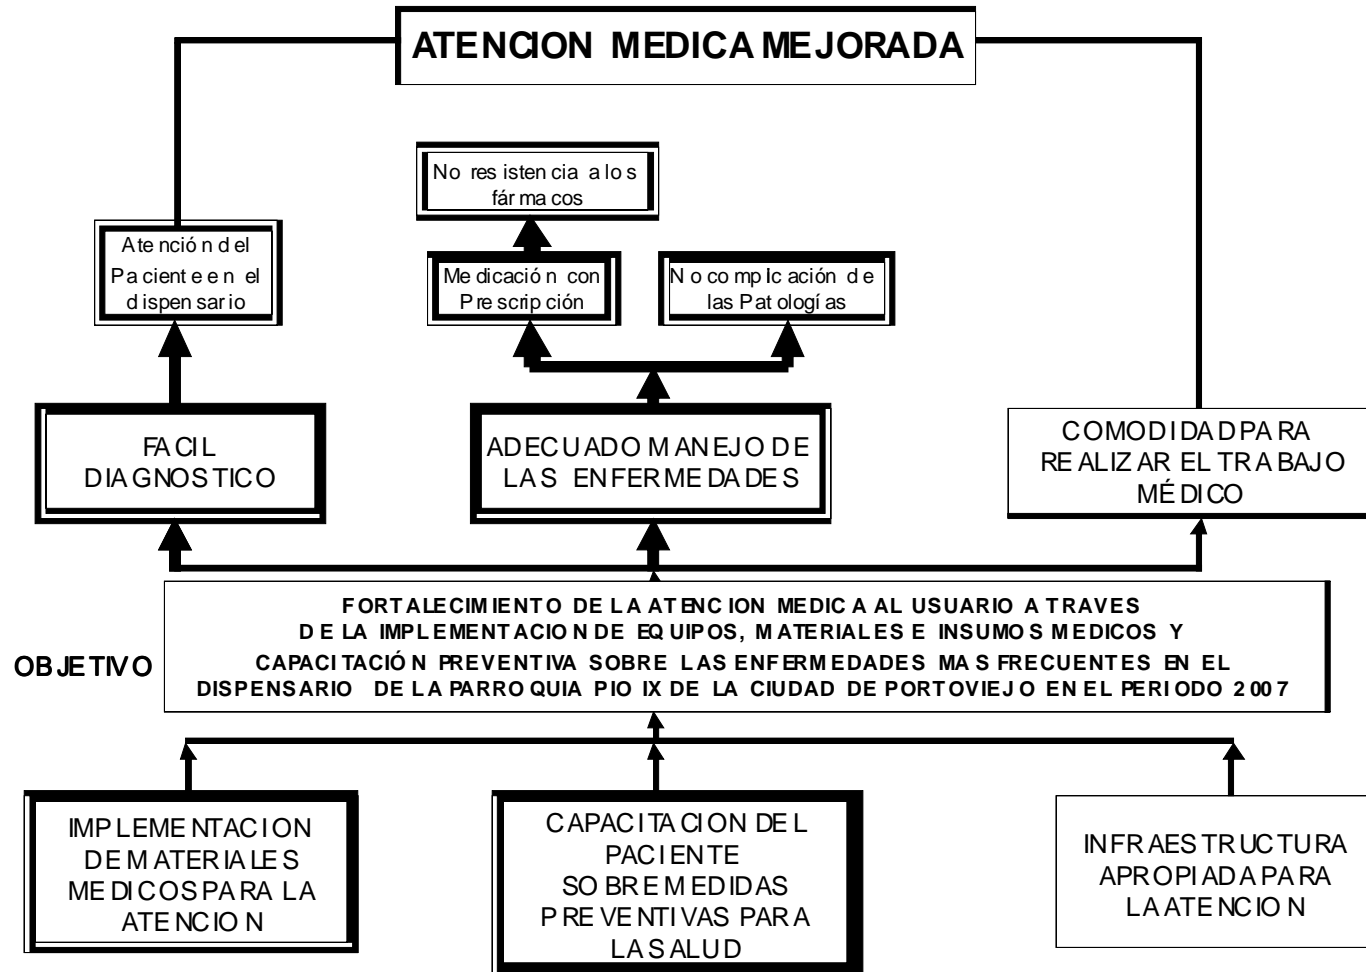 ATENCION MEDICA MEJORADA
No resistencia a los
fármacos
Atención del
Paciente en el
dispensario
Medicación con
Prescripción
No complcación de
las Patologías
FACIL
DIAGNOSTICO
ADECUADO MANEJO DE
LAS ENFERMEDADES
COMODIDAD PARA
REALIZAR EL TRABAJO
MÉDICO
OBJETIVO
FORTALECIMIENTO DE LA ATENCION MEDICA AL USUARIO A TRAVES
DE LA IMPLEMENTACION DE EQUIPOS, MATERIALES E INSUMOS MEDICOS Y
CAPACITACIÓN PREVENTIVA SOBRE LAS ENFERMEDADES MAS FRECUENTES EN EL
DISPENSARIO DE LA PARROQUIA PIO IX DE LA CIUDAD DE PORTOVIEJO EN EL PERIODO 2007
IMPLEMENTACION
DE MATERIALES
MEDICOS PARA LA
ATENCION
CAPACITACION DEL
PACIENTE
SOBRE MEDIDAS
PREVENTIVAS PARA
LA SALUD
INFRAESTRUCTURA
APROPIADA PARA
LA ATENCION